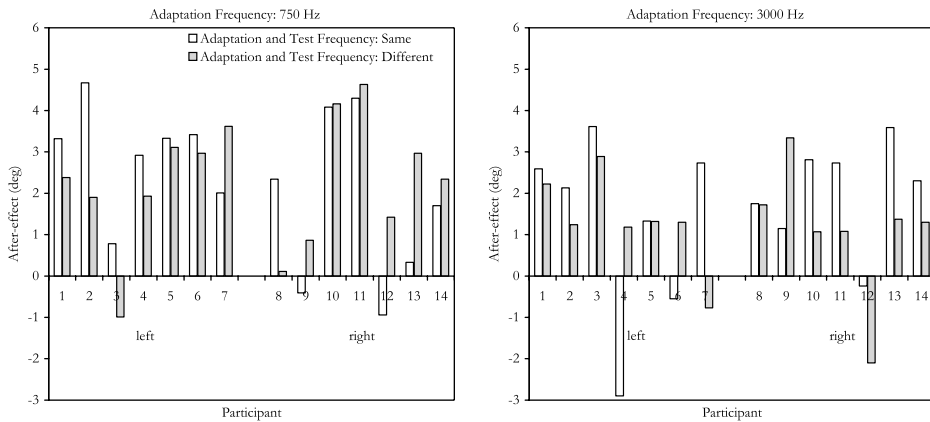 Adaptation Frequency: 750 Hz
6
5
4
3
2
1
0
-1
-2
-3
After-effect (deg)
Adaptation and Test Frequency: Same
Adaptation and Test Frequency: Different
1 2 3 4 5 6 7 8 9 10 11 12 13 14
left right
Participant
Adaptation Frequency: 3000 Hz
6
5
4
3
2
1
0
-1
-2
-3
After-effect (deg)
1 2 3 4 5 6 7 8 9 10 11 12 13 14
left right
Participant